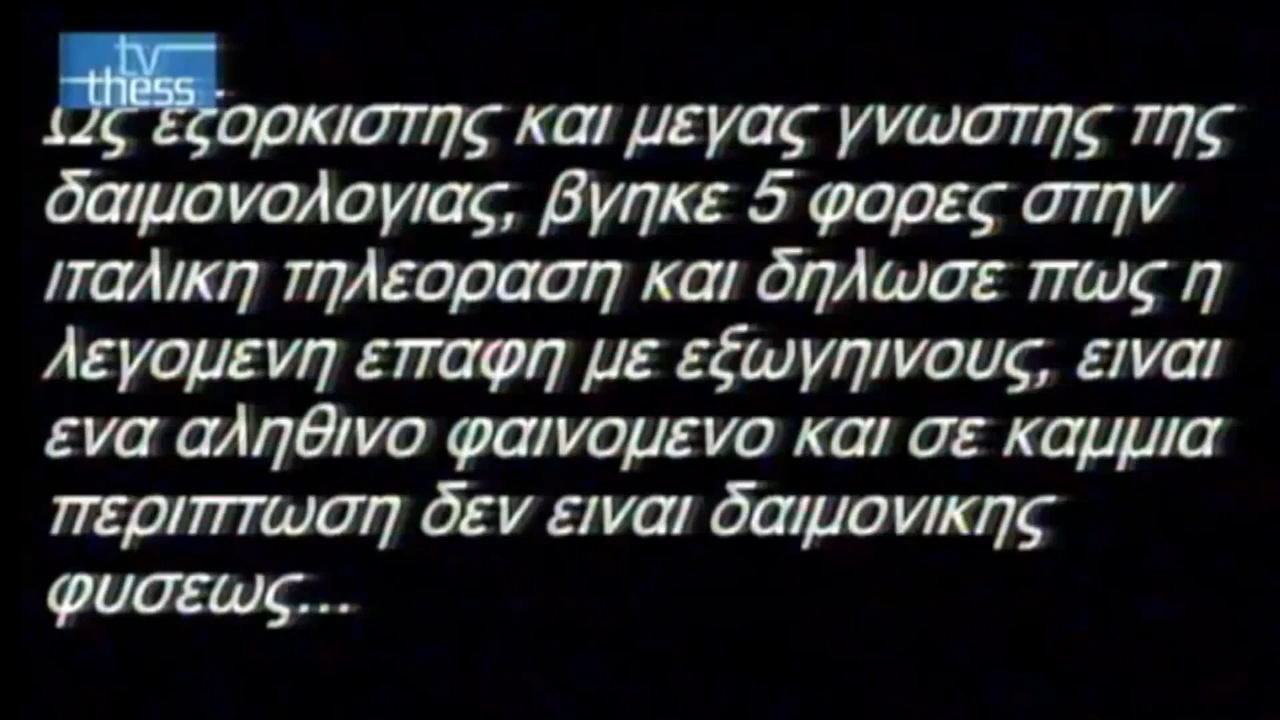 tv
thess
Ως εξορκιστης και μεγας γνωστης της
δαιμονολογιας, βγηκε 5 φορες στην
ιταλικη τηλεοραση και δηλωσε πως η
λεγομενη επαφη με εξωγηινους, ειναι
ενα αληθινο φαινομενο και σε καμμια
περιπτωση δεν ειναι δαιμονικης
φυσεως...